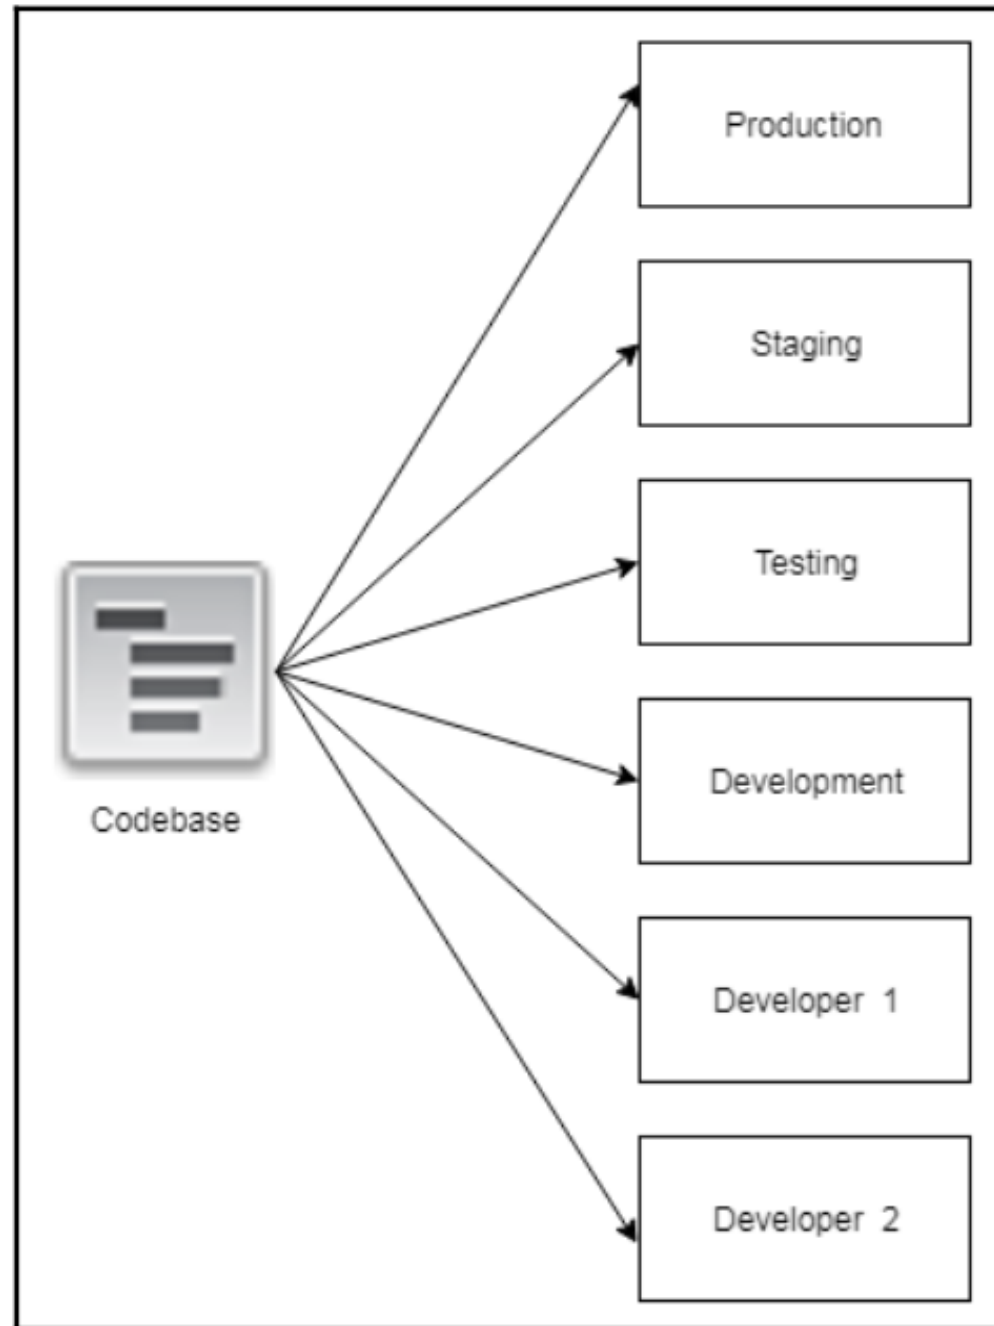 Production
Staging
Testing
Development
Codebase
Developer 1
Developer 2